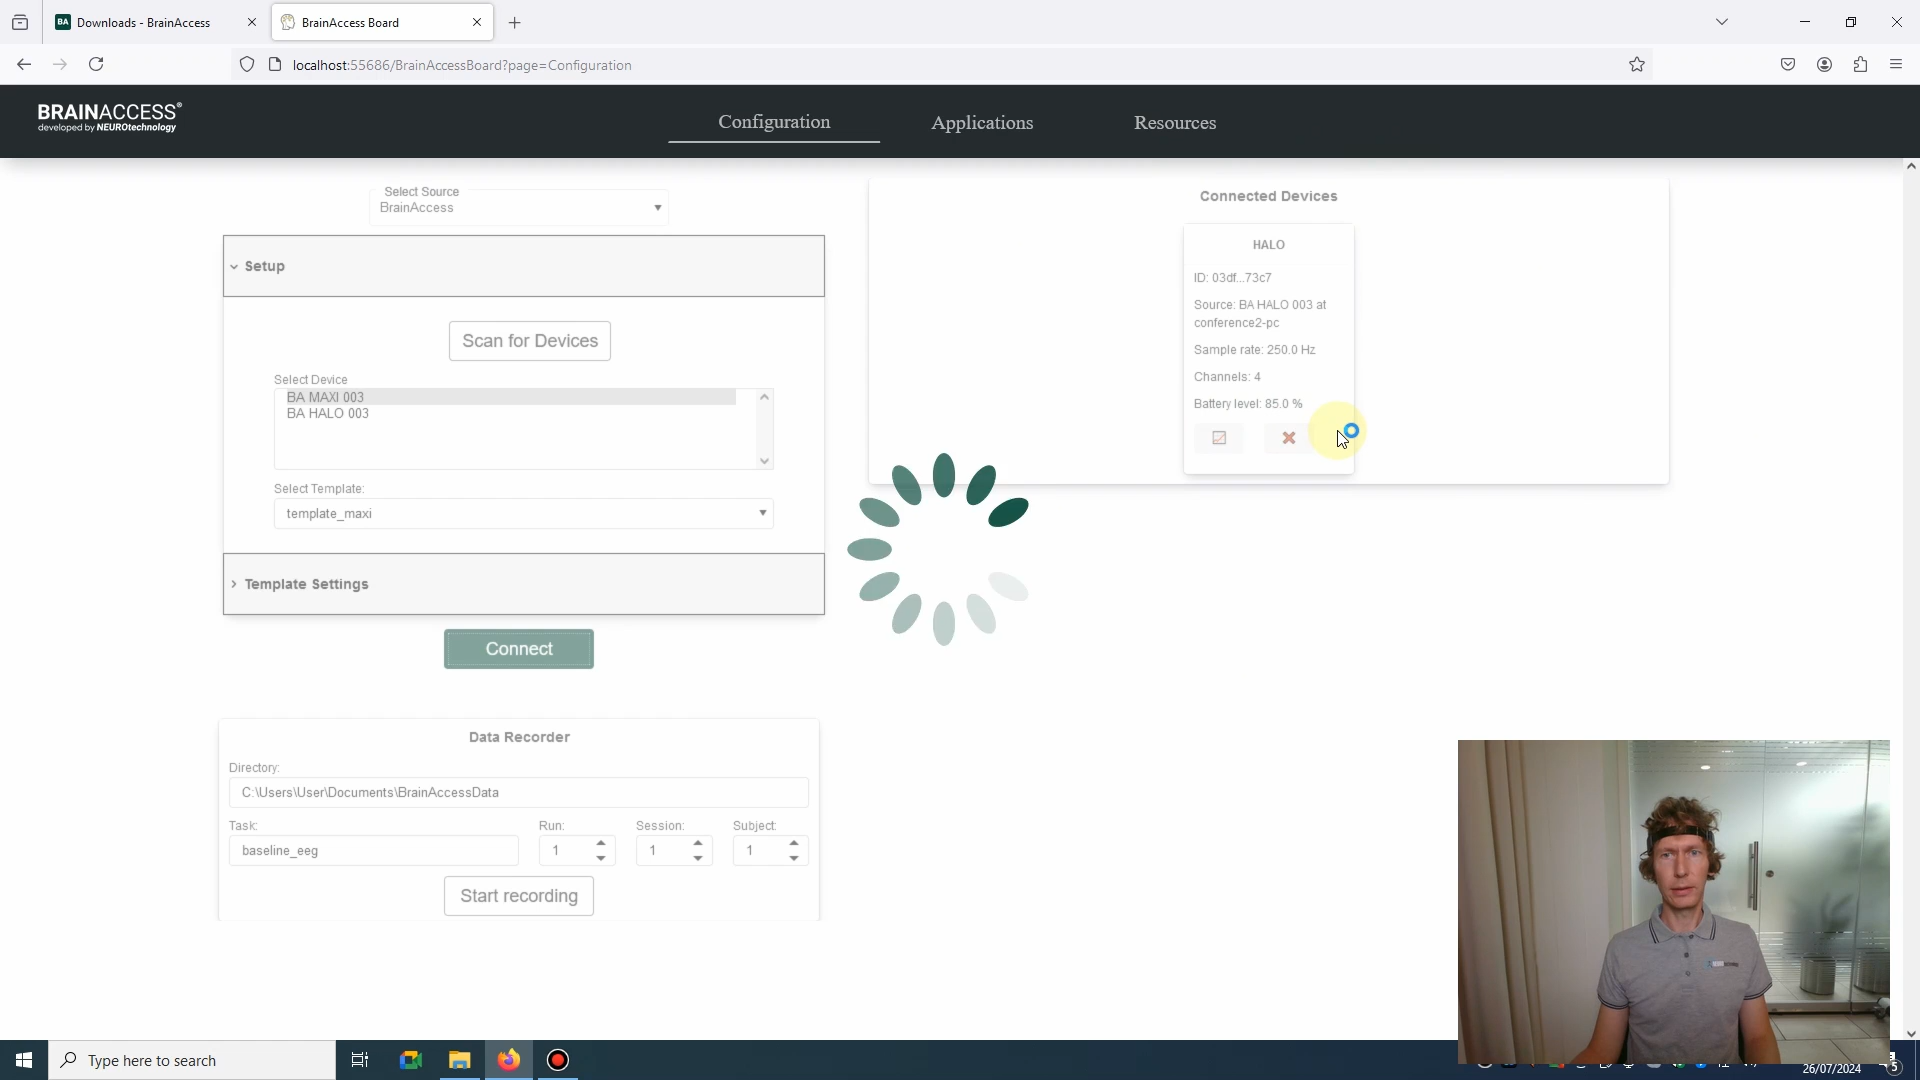 BA Downloads - BrainAccess
BrainAccess Board
localhost:55686/BrainAccessBoard?page=Configuration
BRAINACCESS®
developed by NEUROtechnology
Configuration
Applications
Resources
Select Source
BrainAccess
Setup
Scan for Devices
Select Device
BA MAXI 003
BA HALO 003
Select Template:
template_maxi
Template Settings
Connect
Data Recorder
Directory:
C:\Users\User\Documents\BrainAccessData
Task: Run: Session: Subject:
baseline_eeg 1 1 1
Start recording
Connected Devices
HALO
ID: 03df...73c7
Source: BA HALO 003 at
conference2-pc
Sample rate: 250.0 Hz
Channels: 4
Battery level: 85.0 %
Type here to search
26/07/2024
5